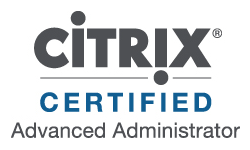 CiTRiX®
CERTIFIED
Advanced Administrator